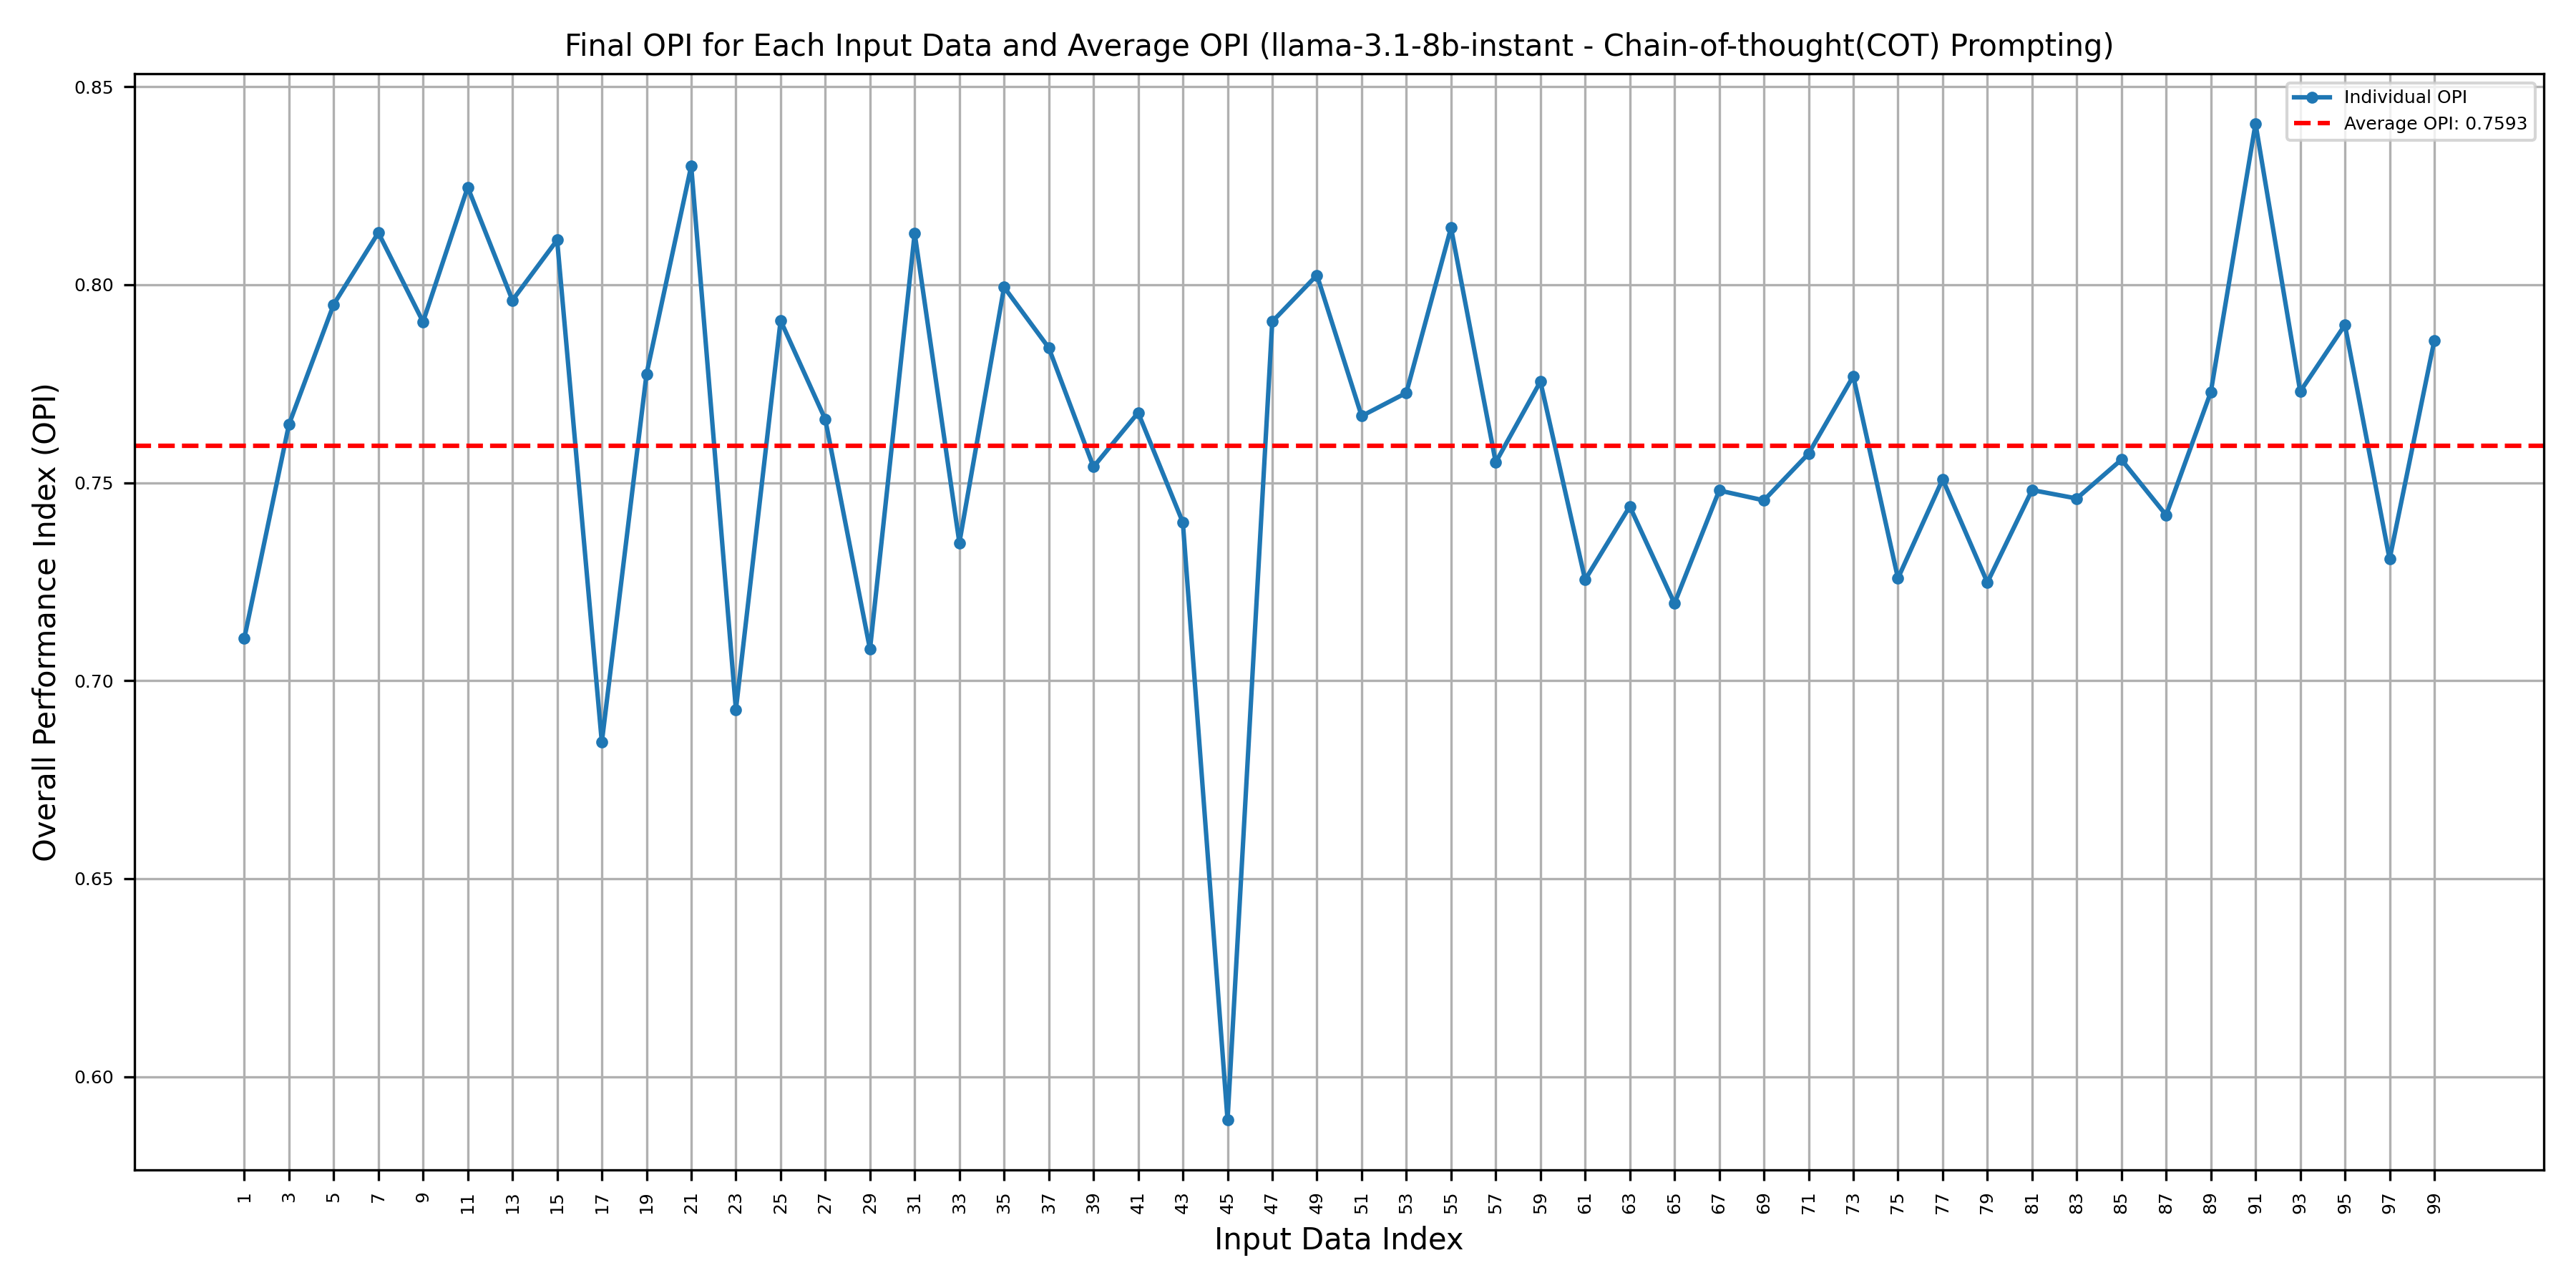 Final OPI for Each Input Data and Average OPI (llama-3.1-8b-instant - Chain-of-thought(COT) Prompting)
Individual OPI
Average OPI: 0.7593
Overall Performance Index (OPI)
0.85
0.80
0.75
0.70
0.65
0.60
1 3 5 7 9 11 13 15 17 19 21 23 25 27 29 31 33 35 37 39 41 43 45 47 49 51 53 55 57 59 61 63 65 67 69 71 73 75 77 79 81 83 85 87 89 91 93 95 97 99
Input Data Index